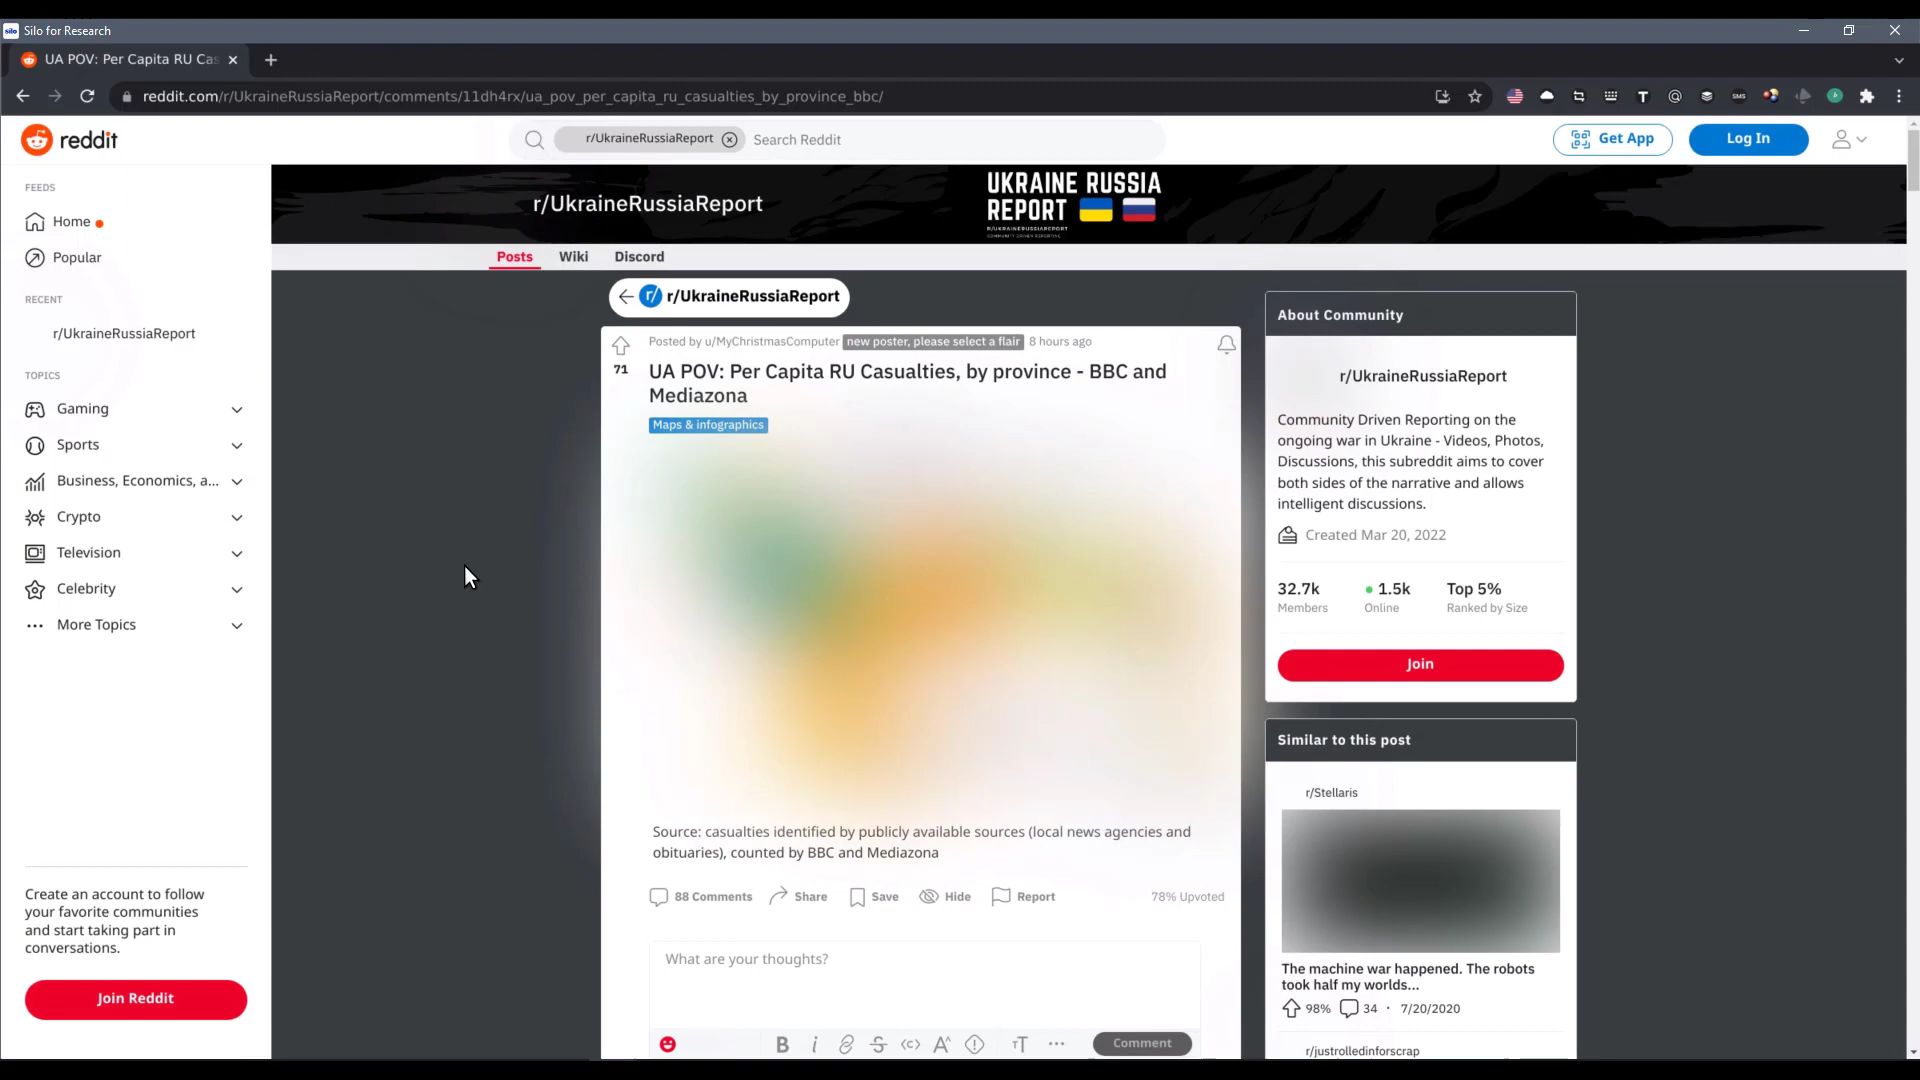 silo Silo for Research
UA POV: Per Capita RU Cas
reddit.com/r/UkraineRussiaReport/comments/11dh4rx/ua_pov_per_capita_ru_casualties_by_province_bbc/
SMS
reddit
r/UkraineRussiaReport
Search Reddit
Get App
Log In
FEEDS
Home
Popular
RECENT
r/UkraineRussiaReport
TOPICS
Gaming
Sports
Business, Economics, a...
Crypto
Television
Celebrity
More Topics
Create an account to follow
your favorite communities
and start taking part in
conversations.
Join Reddit
r/UkraineRussiaReport
UKRAINE RUSSIA
REPORT
R/UKRAINERUSSIAREPORT
COMMUNITY DRIVEN REPORTING
Posts Wiki Discord
r/ r/UkraineRussiaReport
Posted by u/MyChristmasComputer new poster, please select a flair 8 hours ago
71
UA POV: Per Capita RU Casualties, by province - BBC and
Mediazona
Maps & infographics
Source: casualties identified by publicly available sources (local news agencies and
obituaries), counted by BBC and Mediazona
88 Comments Share Save Hide Report 78% Upvoted
What are your thoughts?
Comment
About Community
r/UkraineRussiaReport
Community Driven Reporting on the
ongoing war in Ukraine - Videos, Photos,
Discussions, this subreddit aims to cover
both sides of the narrative and allows
intelligent discussions.
Created Mar 20, 2022
32.7k 1.5k Top 5%
Members Online Ranked by Size
Join
Similar to this post
r/Stellaris
The machine war happened. The robots
took half my worlds...
98% 34 · 7/20/2020
r/justrolledinforscrap